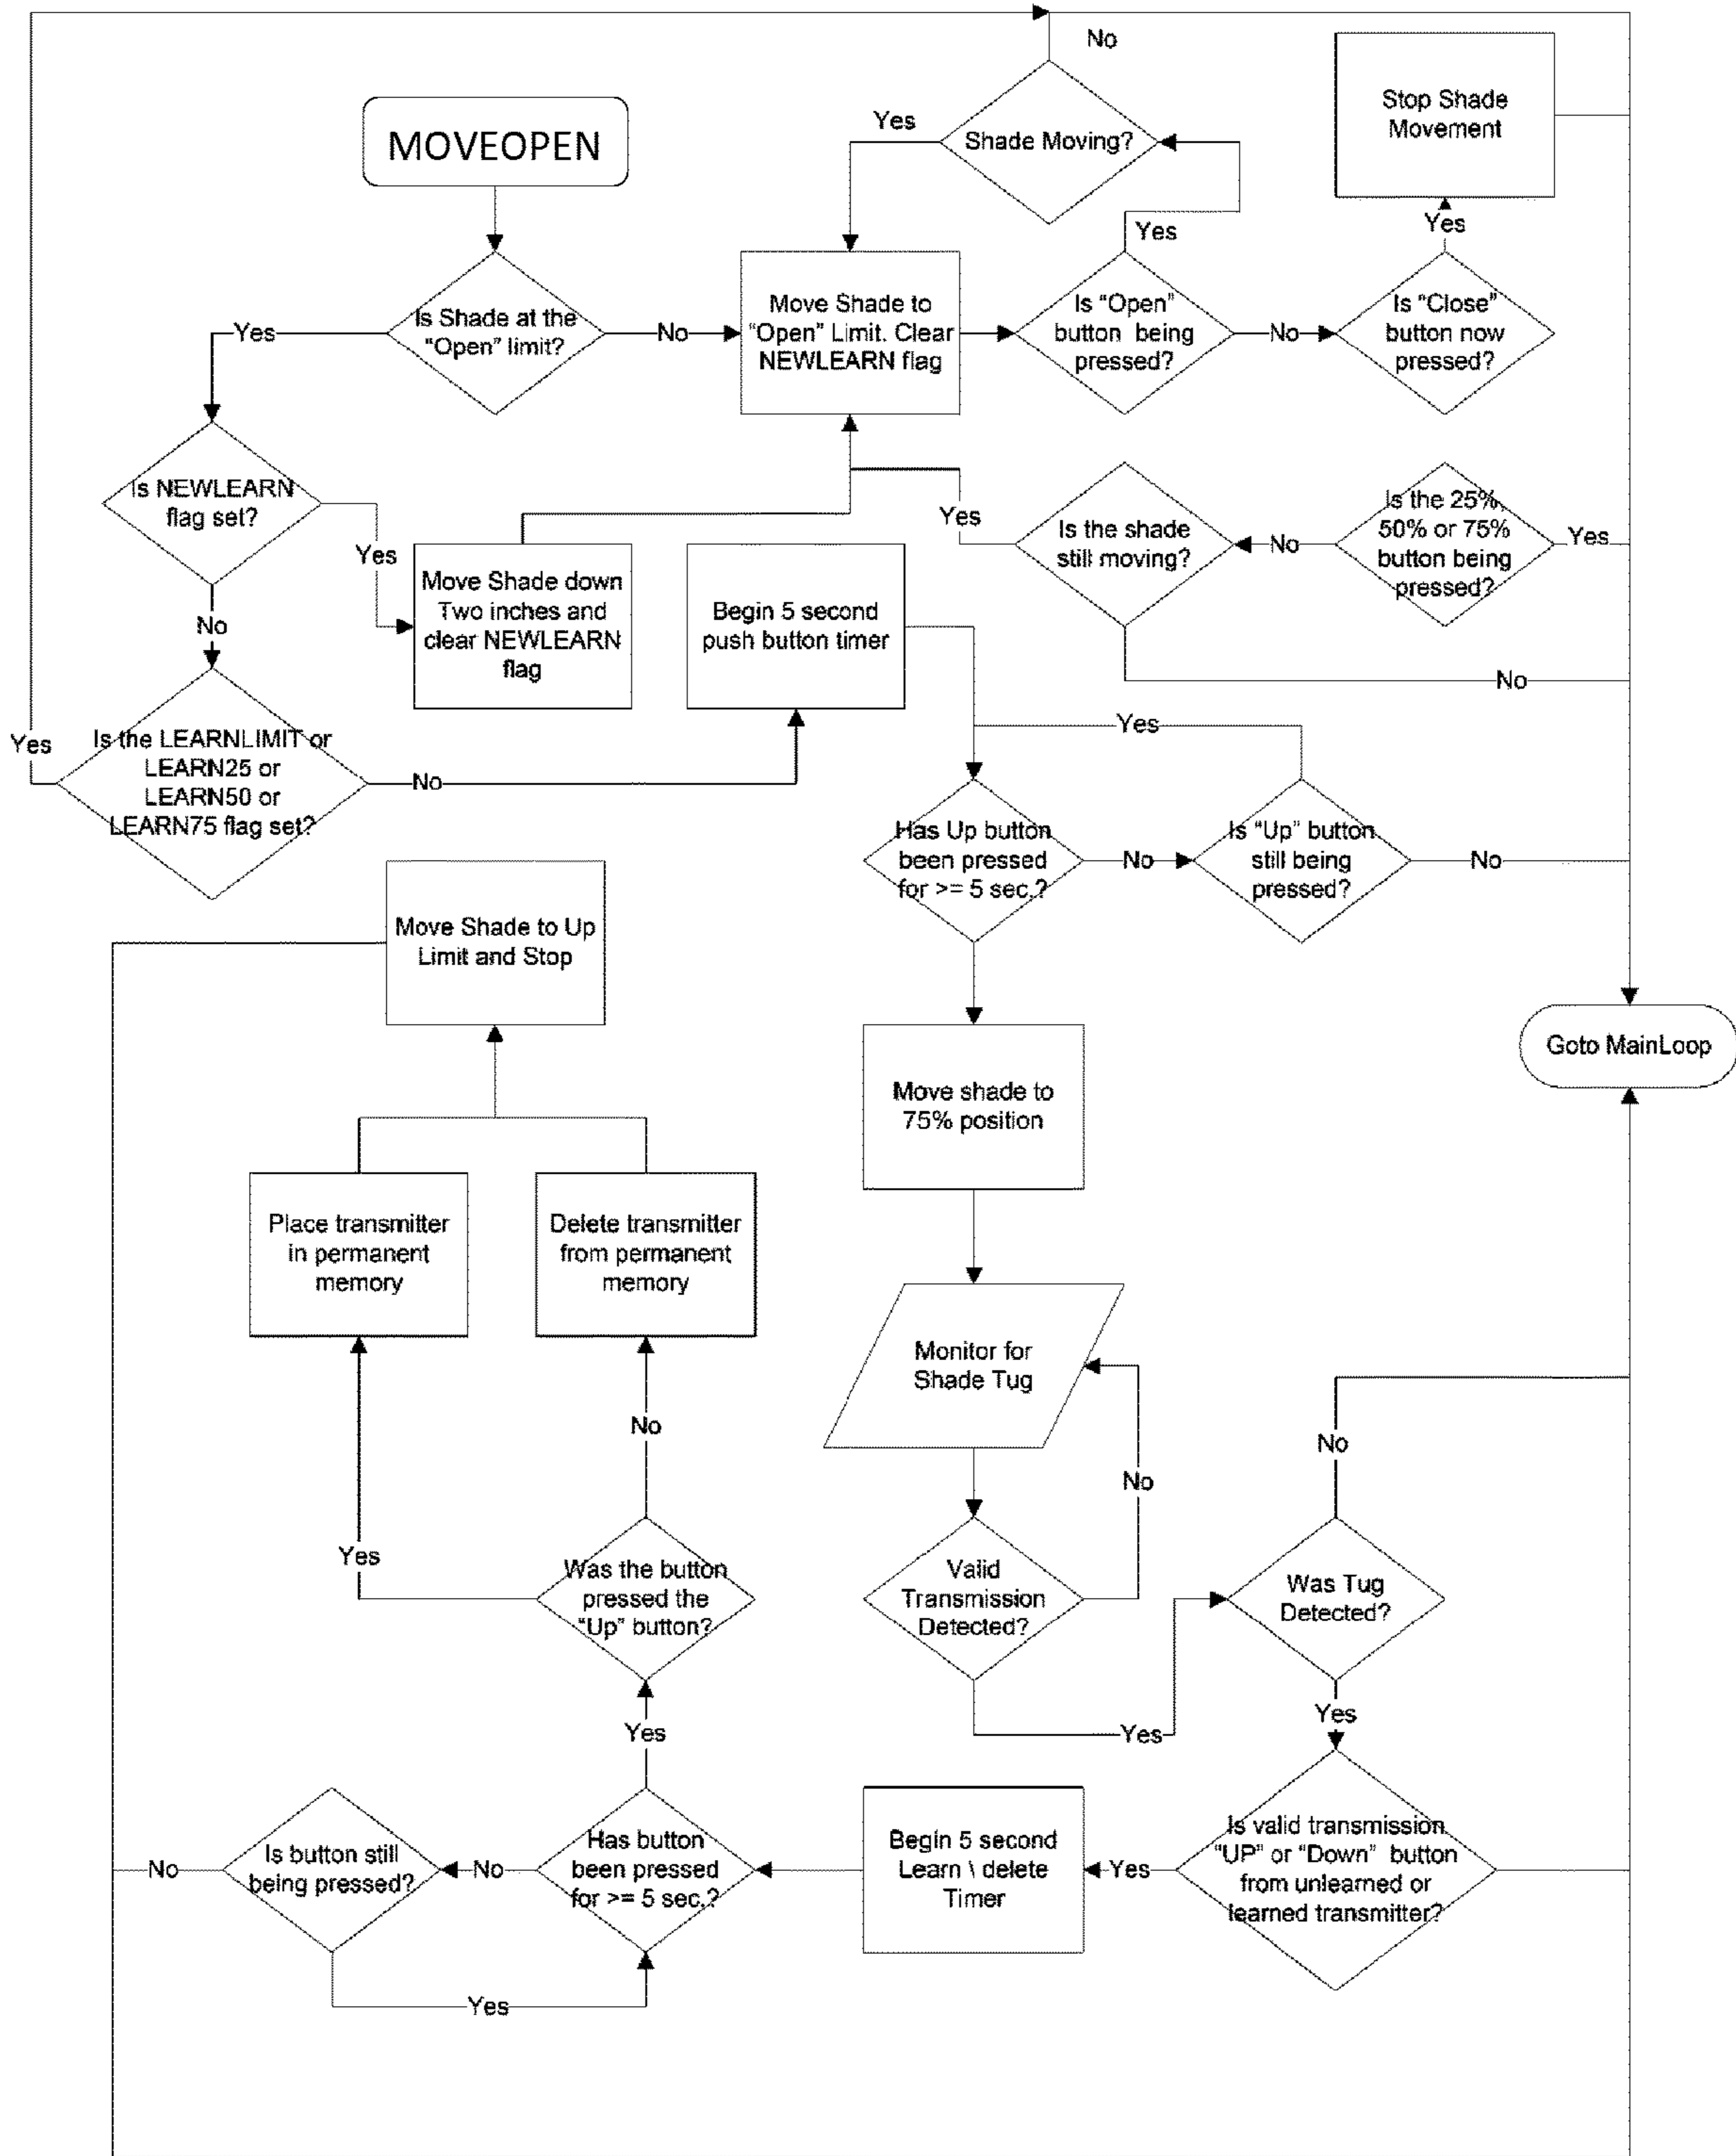 No
Stop Shade
Movement
Yes
Shade Moving?
MOVEOPEN
Yes
Yes
Is Shade at the
"Open" limit?
Yes
No
Move Shade to
"Open" Limit. Clear
NEWLEARN flag
Is "Open"
button being
pressed?
No
Is "Close"
button now
pressed?
Is NEWLEARN
flag set?
Yes
Yes
Is the shade
still moving?
No
Is the 25%,
50% or 75%
button being
pressed?
Yes
Move Shade down
Two inches and
clear NEWLEARN
flag
Begin 5 second
push button timer
No
No
Yes
Yes
Is the LEARNLIMIT or
LEARN25 or
LEARN50 or
LEARN75 flag set?
No
Has Up button
been pressed
for >= 5 sec.?
No
Is "Up" button
still being
pressed?
No
Move Shade to Up
Limit and Stop
Goto MainLoop
Move shade to
75% position
Place transmitter
in permanent
memory
Delete transmitter
from permanent
memory
Monitor for
Shade Tug
No
No
No
Yes
Was the button
pressed the
"Up" button?
Valid
Transmission
Detected?
Was Tug
Detected?
Yes
Yes
Yes
No
Is button still
being pressed?
No
Has button
been pressed
for >= 5 sec.?
Begin 5 second
Learn \ delete
Timer
Yes
Is valid transmission
"UP" or "Down" button
from unlearned or
learned transmitter?
Yes